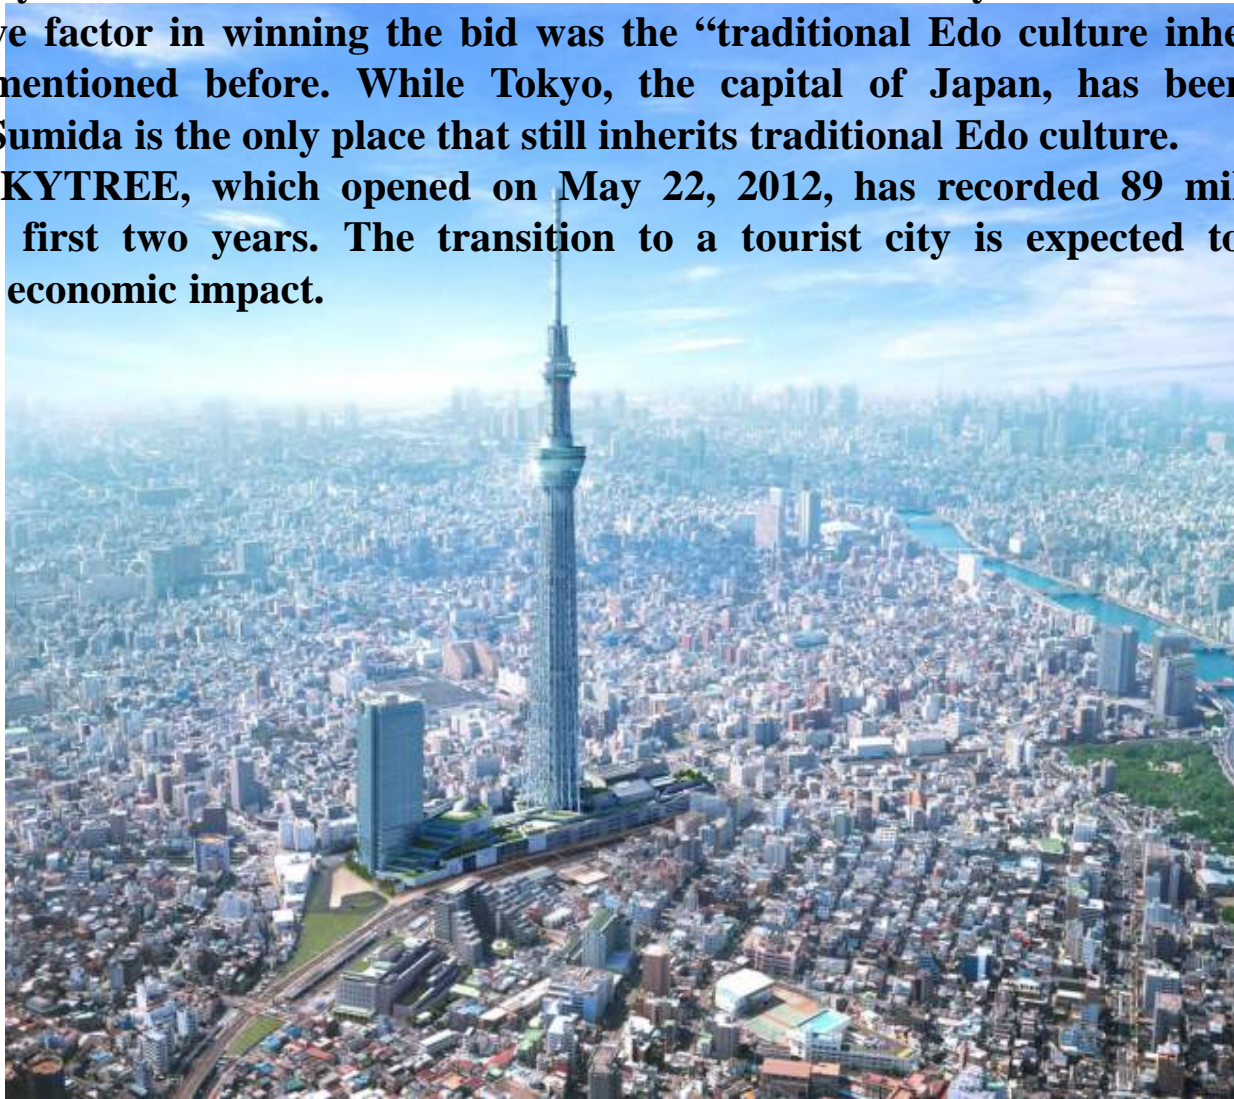 factor in winning the bid was the “traditional Edo culture
mentioned before. While Tokyo, the capital of Japan, has been
Sumida is the only place that still inherits traditional Edo culture.
KYTREE, which opened on May 22, 2012, has recorded 89
first two years. The transition to a tourist city is expected to
economic impact.